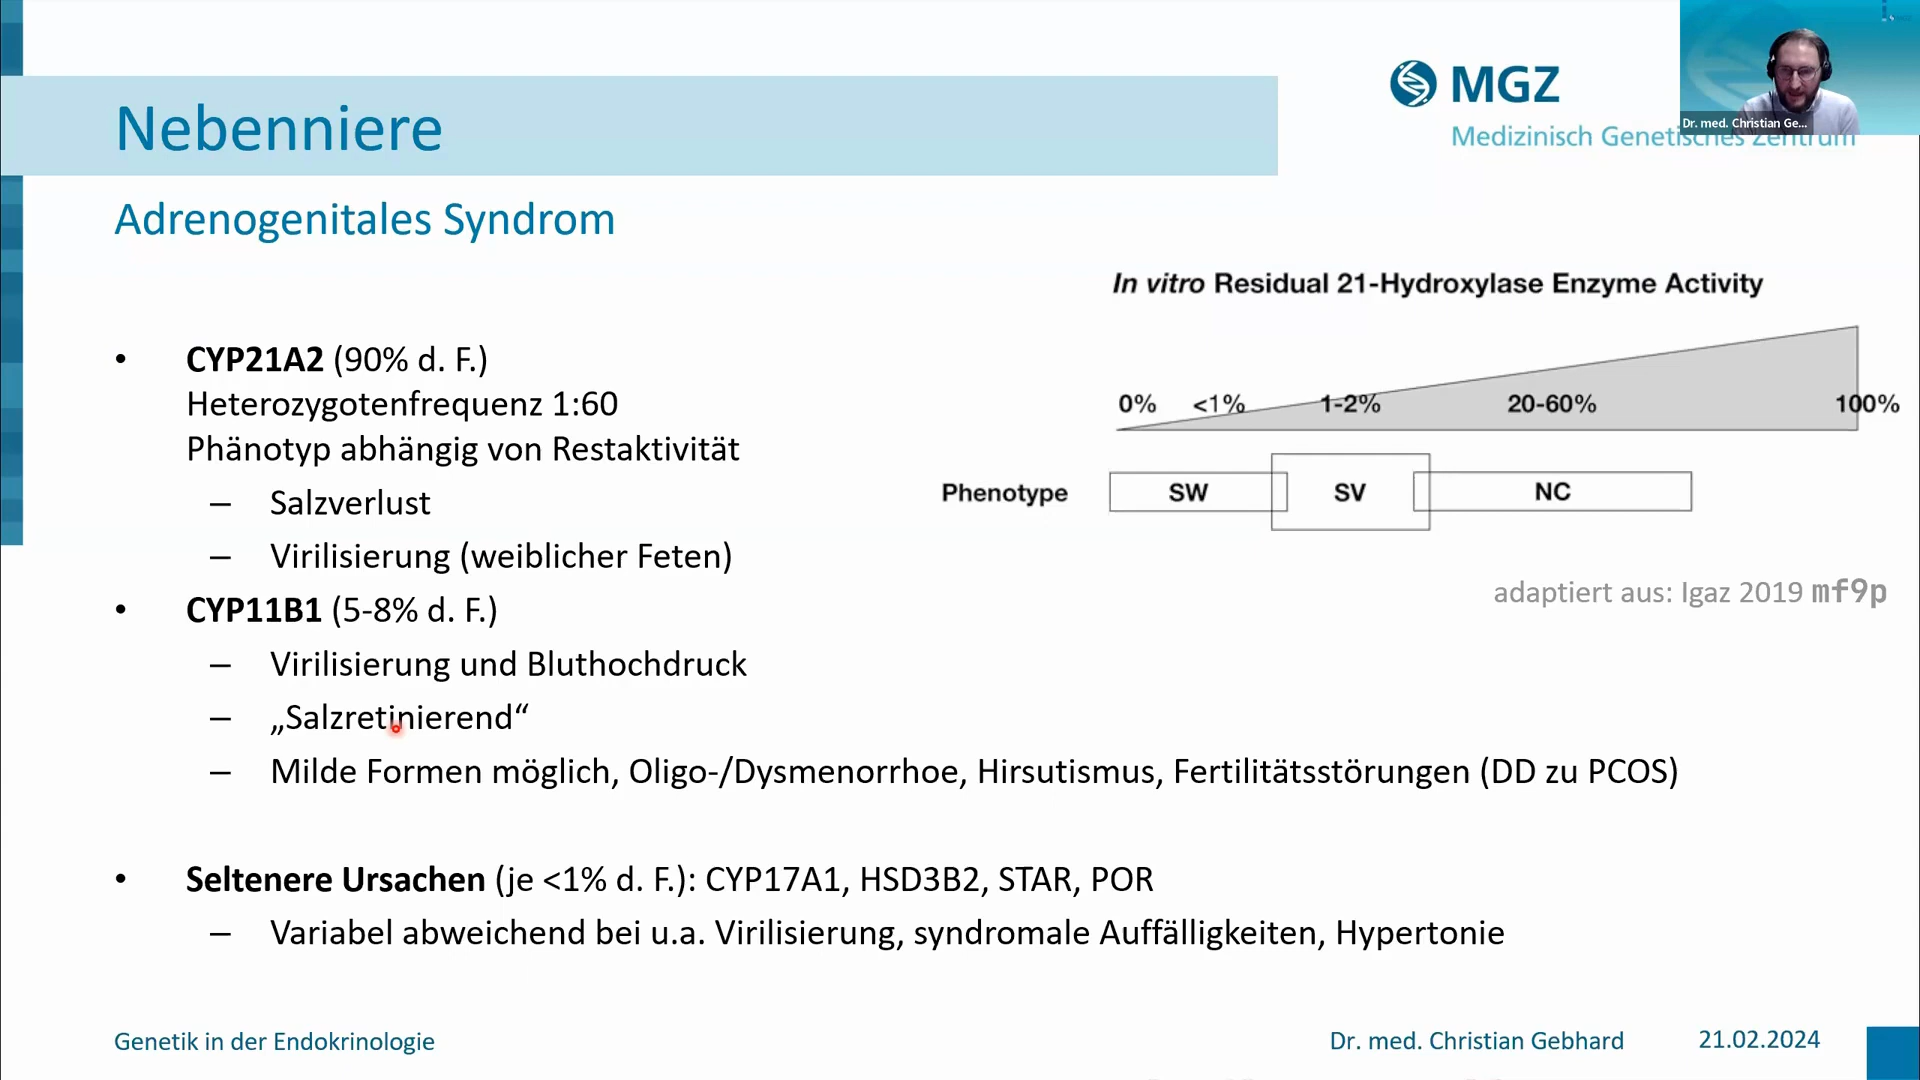 Nebenniere
MGZ
Medizinisch Genetisches Zentrum
Dr. med. Christian Ge...
Adrenogenitales Syndrom
In vitro Residual 21-Hydroxylase Enzyme Activity
0% <1% 1-2% 20-60% 100%
Phenotype SW SV NC
adaptiert aus: Igaz 2019 mf9p
• CYP21A2 (90% d. F.)
Heterozygotenfrequenz 1:60
Phänotyp abhängig von Restaktivität
– Salzverlust
– Virilisierung (weiblicher Feten)
• CYP11B1 (5-8% d. F.)
– Virilisierung und Bluthochdruck
– „Salzretinierend“
– Milde Formen möglich, Oligo-/Dysmenorrhoe, Hirsutismus, Fertilitätsstörungen (DD zu PCOS)
• Seltenere Ursachen (je <1% d. F.): CYP17A1, HSD3B2, STAR, POR
– Variabel abweichend bei u.a. Virilisierung, syndromale Auffälligkeiten, Hypertonie
Genetik in der Endokrinologie
Dr. med. Christian Gebhard
21.02.2024